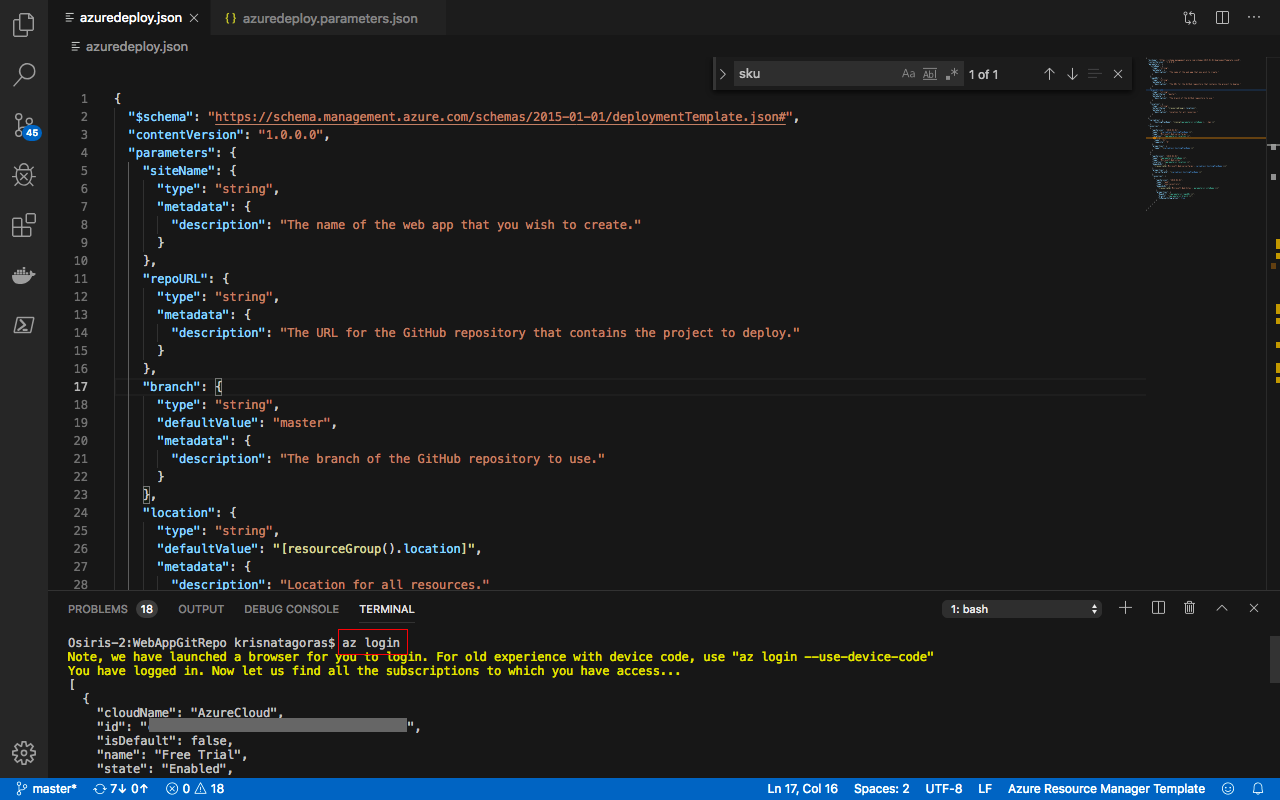 azuredeploy.json
azuredeploy.parameters.json
azuredeploy.json
sku Aa Abl .* 1 of 1
1 {
2 "$schema": "https://schema.management.azure.com/schemas/2015-01-01/deploymentTemplate.json#",
3 "contentVersion": "1.0.0.0",
4 "parameters": {
5 "siteName": {
6 "type": "string",
7 "metadata": {
8 "description": "The name of the web app that you wish to create."
9 }
10 },
11 "repoURL": {
12 "type": "string",
13 "metadata": {
14 "description": "The URL for the GitHub repository that contains the project to deploy."
15 }
16 },
17 "branch": {
18 "type": "string",
19 "defaultValue": "master",
20 "metadata": {
21 "description": "The branch of the GitHub repository to use."
22 }
23 },
24 "location": {
25 "type": "string",
26 "defaultValue": "[resourceGroup().location]",
27 "metadata": {
28 "description": "Location for all resources."
45
PROBLEMS 18 OUTPUT DEBUG CONSOLE TERMINAL 1: bash
Osiris-2:WebAppGitRepo krisnatagoras$ az login
Note, we have launched a browser for you to login. For old experience with device code, use "az login --use-device-code"
You have logged in. Now let us find all the subscriptions to which you have access...
[
{
"cloudName": "AzureCloud",
"id": "",
"isDefault": false,
"name": "Free Trial",
"state": "Enabled",
master* 7↓ 0↑ 0 18 Ln 17, Col 16 Spaces: 2 UTF-8 LF Azure Resource Manager Template